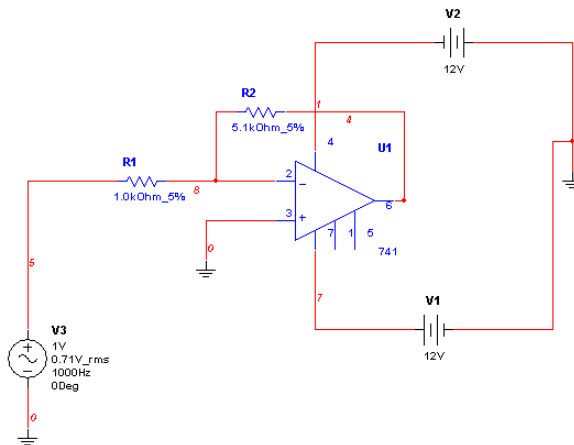 V2
12V
R2
1
5.1kOhm_5%
4
4
U1
R1
2
8
1.0kOhm_5%
6
3
0
7
1
5
741
5
7
V1
12V
V3
1V
0.71V_rms
1000Hz
0Deg
0